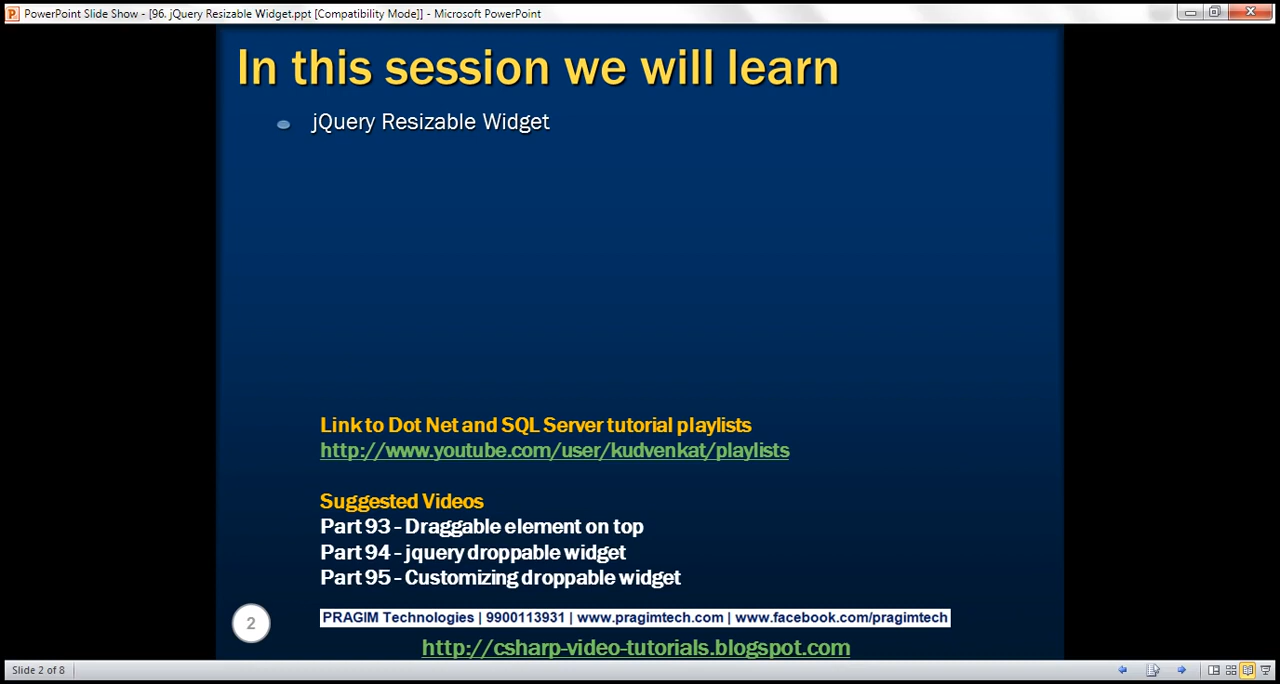 PowerPoint Slide Show - [96. jQuery Resizable Widget.ppt [Compatibility Mode]] - Microsoft PowerPoint
In this session we will learn
jQuery Resizable Widget
Link to Dot Net and SQL Server tutorial playlists
http://www.youtube.com/user/kudvenkat/playlists
Suggested Videos
Part 93 - Draggable element on top
Part 94 - jquery droppable widget
Part 95 - Customizing droppable widget
2
PRAGIM Technologies | 9900113931 | www.pragimtech.com | www.facebook.com/pragimtech
http://csharp-video-tutorials.blogspot.com
Slide 2 of 8